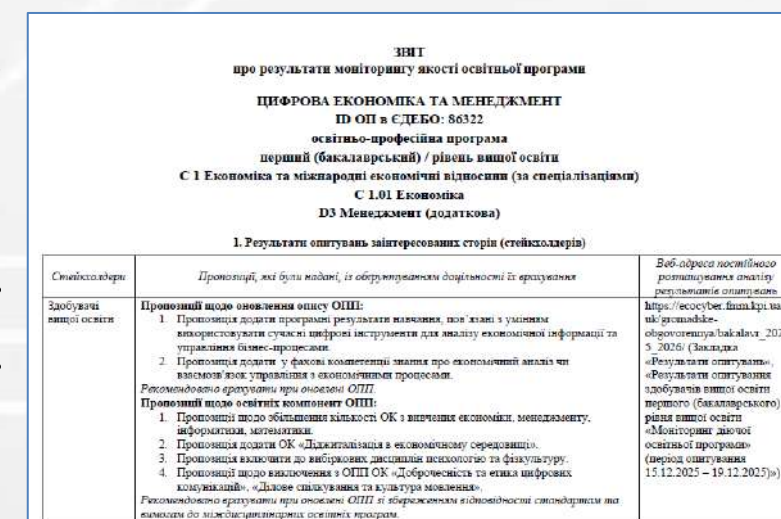 ЗВІТ
про результати моніторингу якості освітньої програми
ЦИФРОВА ЕКОНОМІКА ТА МЕНЕДЖМЕНТ
ID ОП в ЄДЕБО: 86322
освітньо-професійна програма
перший (бакалаврський) / рівень вищої освіти
С 1 Економіка та міжнародні економічні відносини (за спеціалізаціями)
С 1.01 Економіка
D3 Менеджмент (додаткова)
1. Результати опитувань заінтересованих сторін (стейкхолдерів)
Стейкхолдери
Пропозиції, які були надані, із обґрунтуванням доцільності їх врахування
Веб-адреса постійного
розташування аналізу
результатів опитувань
Здобувачі
вищої освіти
Пропозиції щодо оновлення опису ОПП:
1. Пропозиція додати програмні результати навчання, пов'язані з умінням
використовувати сучасні цифрові інструменти для аналізу економічної інформації та
управління бізнес-процесами.
2. Пропозиція додати у фахові компетенції знання про економічний аналіз чи
взаємозв'язок управління з економічними процесами.
Рекомендовано врахувати при оновлені ОПП.
Пропозиції щодо освітніх компонент ОПП:
1. Пропозиції щодо збільшення кількості ОК з вивчення економіки, менеджменту,
інформатики, математики.
2. Пропозиція додати ОК «Діджиталізація в економічному середовищі».
3. Пропозиція включити до вибіркових дисциплін психологію та фізкультуру.
4. Пропозиції щодо виключення з ОПП ОК «Доброчесність та етика цифрових
комунікацій», «Ділове спілкування та культура мовлення».
Рекомендовано врахувати при оновлені ОПП зі збереженням відповідності стандартам та
вимогам до міждисциплінарних освітніх програм.
https://ecocyber.fmm.kpi.ua/
uk/gromadske-
obgovorennya/bakalavr_202
5_2026/ (Закладка
«Результати опитувань»,
«Результати опитування
здобувачів вищої освіти
першого (бакалаврського)
рівня вищої освіти
«Моніторинг діючої
освітньої програми»
(період опитування
15.12.2025 – 19.12.2025)»)